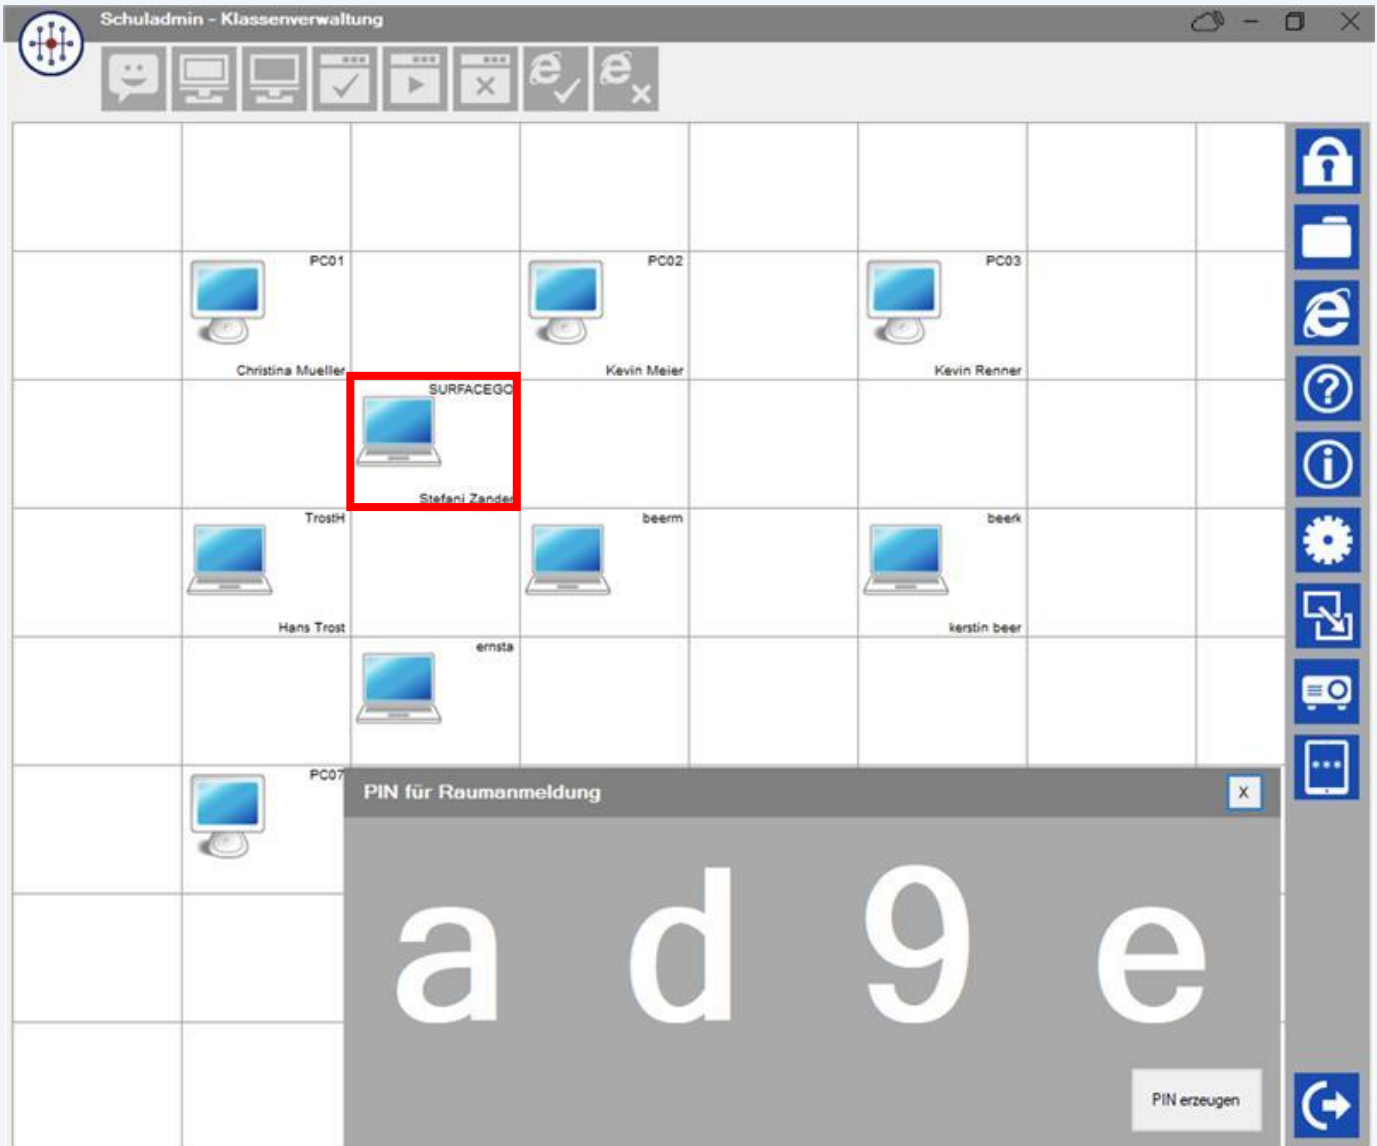 Schuladmin - Klassenverwaltung
PC01
PC02
PC03
Christina Mueller
Kevin Meier
Kevin Renner
SURFACEGO
Stefani Zander
TrostH
beerm
beerk
Hans Trost
kerstin beer
ernsta
PC07
PIN für Raumanmeldung
X
a d 9 e
PIN erzeugen